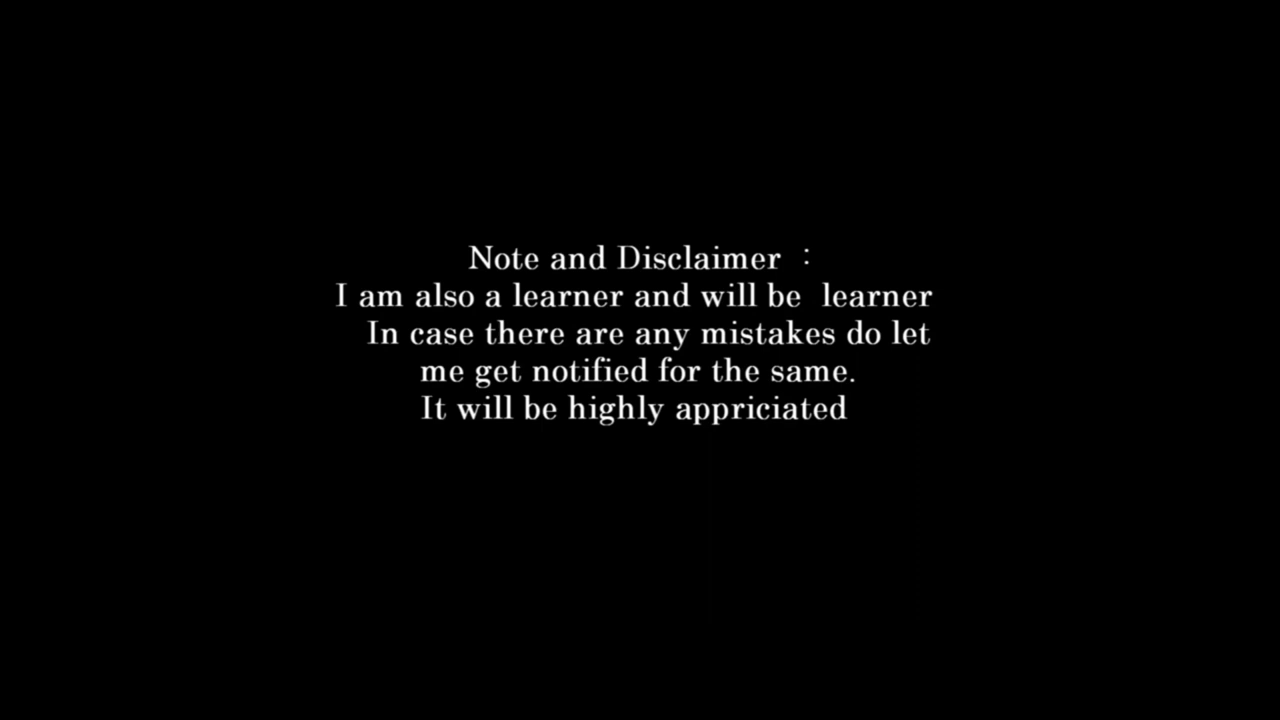 Note and Disclaimer :
I am also a learner and will be learner
In case there are any mistakes do let
me get notified for the same.
It will be highly appriciated